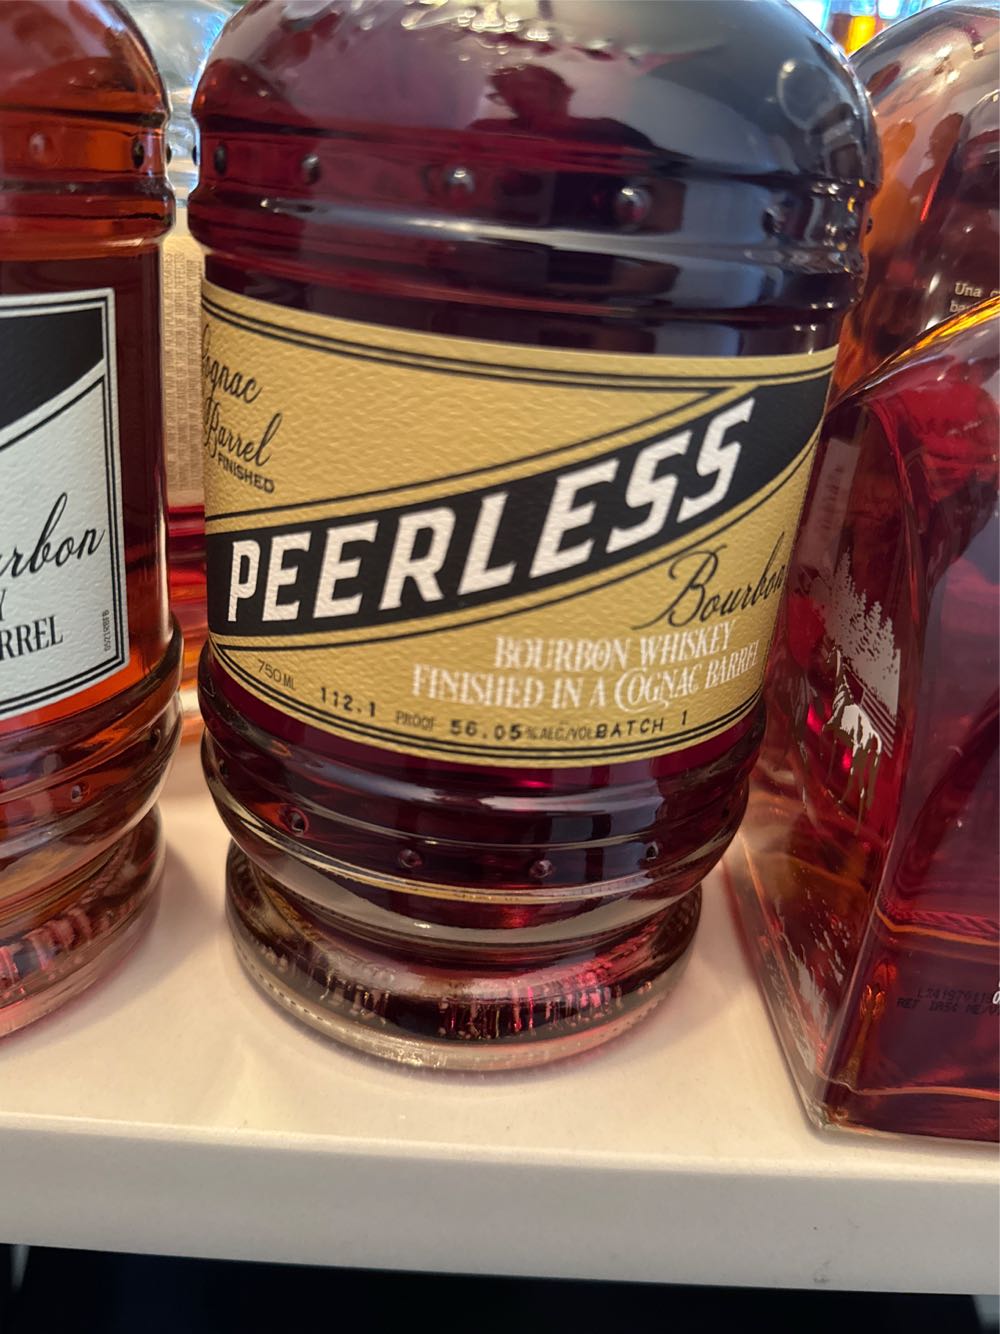 Cognac
Barrel
FINISHED
PEERLESS
Bourbon
BOURBON WHISKEY
FINISHED IN A COGNAC BARREL
750ML 112.1 PROOF 56.05 %ALC/VOL BATCH 1
urbon
Y
RREL
Una